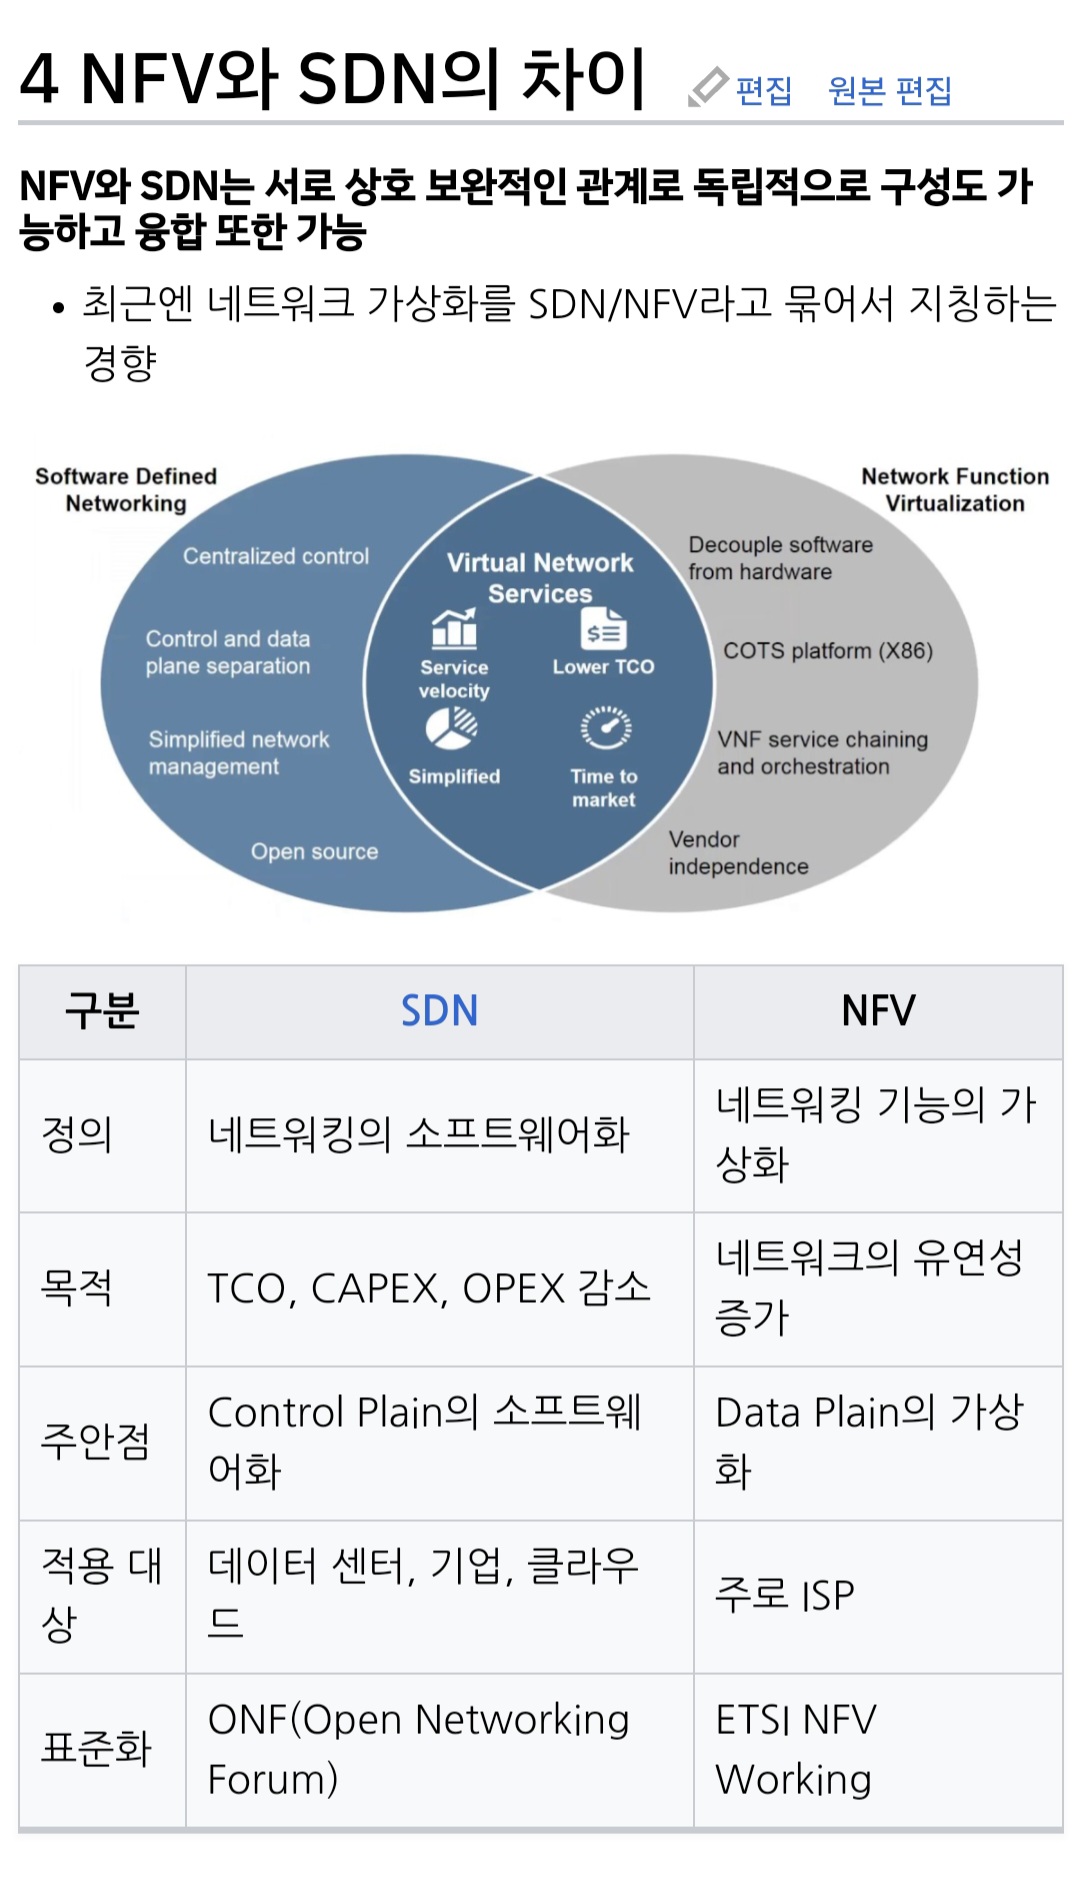 4 NFV와 SDN의 차이 편집 원본 편집
NFV와 SDN는 서로 상호 보완적인 관계로 독립적으로 구성도 가
능하고 융합 또한 가능
• 최근엔 네트워크 가상화를 SDN/NFV라고 묶어서 지칭하는
경향
Software Defined
Networking
Centralized control
Control and data
plane separation
Simplified network
management
Open source
Virtual Network
Services
Service
velocity
Lower TCO
Simplified
Time to
market
Network Function
Virtualization
Decouple software
from hardware
COTS platform (X86)
VNF service chaining
and orchestration
Vendor
independence
구분 SDN NFV
정의
네트워킹의 소프트웨어화
네트워킹 기능의 가
상화
목적
TCO, CAPEX, OPEX 감소
네트워크의 유연성
증가
주안점
Control Plain의 소프트웨
어화
Data Plain의 가상
화
적용 대
상
데이터 센터, 기업, 클라우
드
주로 ISP
표준화
ONF(Open Networking
Forum)
ETSI NFV
Working